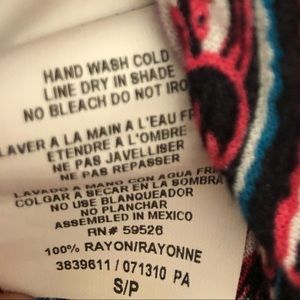 HAND WASH COLD
LINE DRY IN SHADE
NO BLEACH DO NOT IRO
LAVER A LA MAIN A L'EAU FR
ETENDRE A L'OMBRE
NE PAS JAVELLISER
NE PAS REPASSER
LAVADO A MANO CON AGUA FRI
COLGAR A SECAR EN LA SOMBRA
NO USE BLANQUEADOR
NO PLANCHAR
ASSEMBLED IN MEXICO
RN# 59526
100% RAYON/RAYONNE
3839611 / 071310 PA
S/P